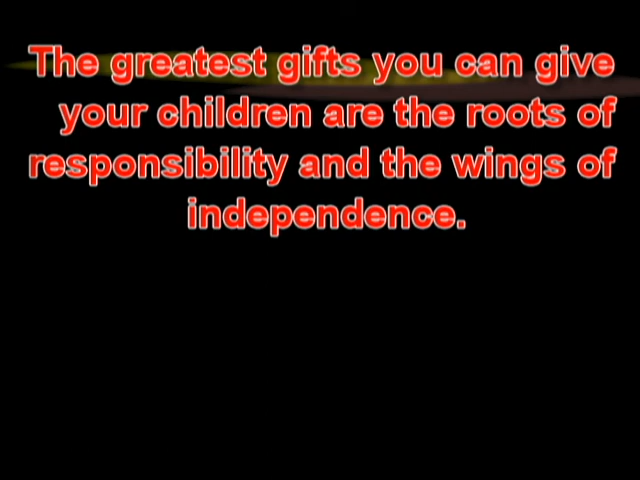 The greatest gifts you can give
your children are the roots of
responsibility and the wings of
independence.